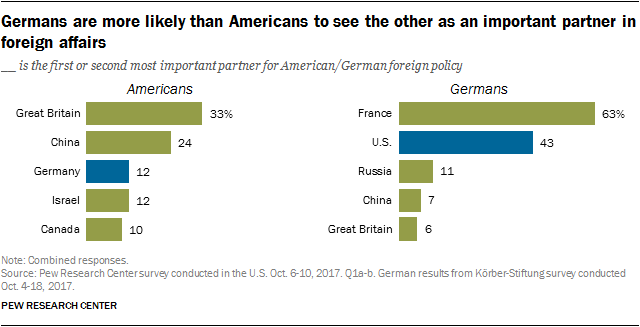 Germans are more likely than Americans to see the other as an important partner in
foreign affairs
__ is the first or second most important partner for American/German foreign policy
Americans
Great Britain 33%
China 24
Germany 12
Israel 12
Canada 10
Germans
France 63%
U.S. 43
Russia 11
China 7
Great Britain 6
Note: Combined responses.
Source: Pew Research Center survey conducted in the U.S. Oct. 6-10, 2017. Q1a-b. German results from Körber-Stiftung survey conducted
Oct. 4-18, 2017.
PEW RESEARCH CENTER